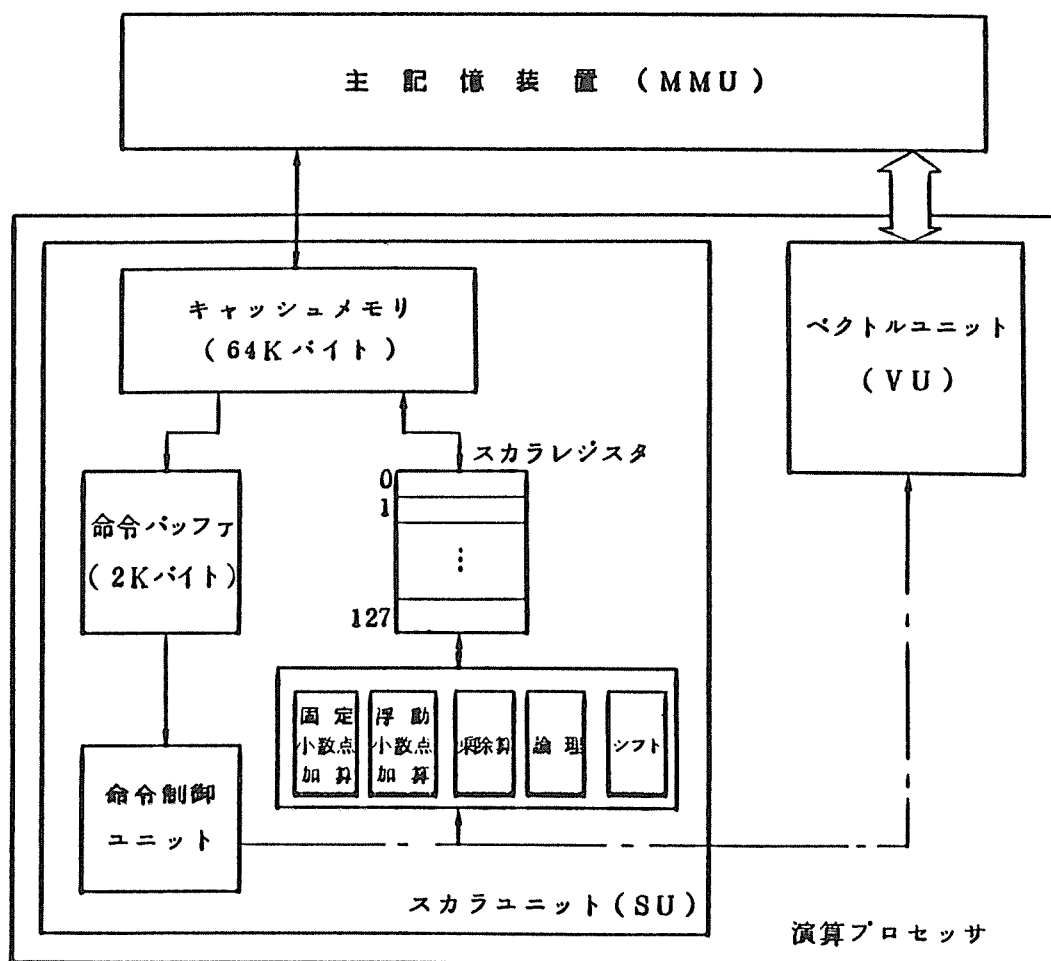 主記憶装置（MMU）
キャッシュメモリ
（64Kバイト）
ベクトルユニット
（VU）
スカラレジスタ
0
1
⋮
127
命令バッファ
（2Kバイト）
固定
小数点
加算
浮動
小数点
加算
乗除算
論理
シフト
命令制御
ユニット
スカラユニット（SU）
演算プロセッサ